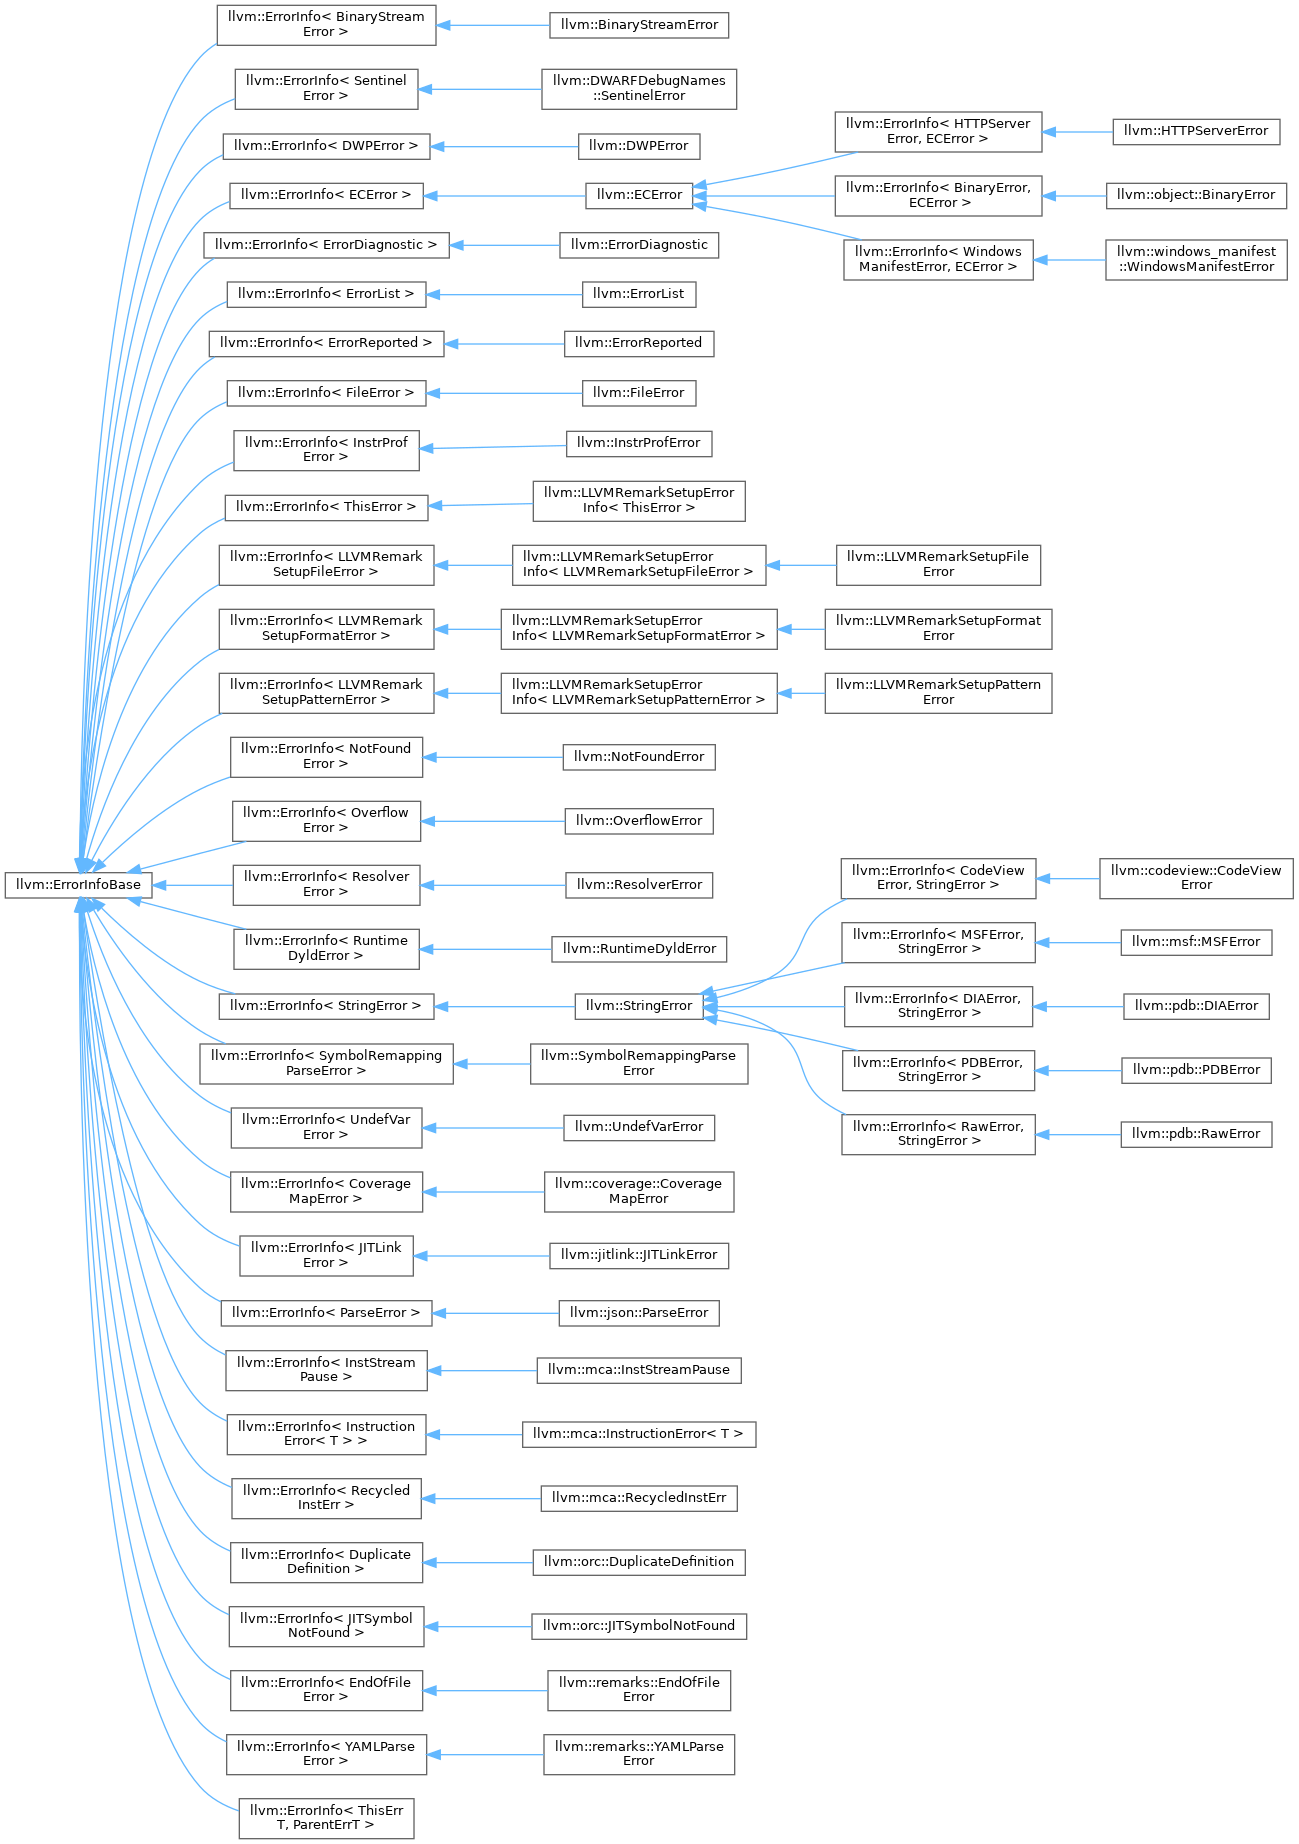 llvm::ErrorInfo< BinaryStream
Error >
llvm::BinaryStreamError
llvm::ErrorInfo< Sentinel
Error >
llvm::DWARFDebugNames
::SentinelError
llvm::ErrorInfo< HTTPServer
Error, ECError >
llvm::HTTPServerError
llvm::ErrorInfo< DWPError >
llvm::DWPError
llvm::ErrorInfo< ECError >
llvm::ECError
llvm::ErrorInfo< BinaryError,
ECError >
llvm::object::BinaryError
llvm::ErrorInfo< ErrorDiagnostic >
llvm::ErrorDiagnostic
llvm::ErrorInfo< Windows
ManifestError, ECError >
llvm::windows_manifest
::WindowsManifestError
llvm::ErrorInfo< ErrorList >
llvm::ErrorList
llvm::ErrorInfo< ErrorReported >
llvm::ErrorReported
llvm::ErrorInfo< FileError >
llvm::FileError
llvm::ErrorInfo< InstrProf
Error >
llvm::InstrProfError
llvm::ErrorInfo< ThisError >
llvm::LLVMRemarkSetupError
Info< ThisError >
llvm::ErrorInfo< LLVMRemark
SetupFileError >
llvm::LLVMRemarkSetupError
Info< LLVMRemarkSetupFileError >
llvm::LLVMRemarkSetupFile
Error
llvm::ErrorInfo< LLVMRemark
SetupFormatError >
llvm::LLVMRemarkSetupError
Info< LLVMRemarkSetupFormatError >
llvm::LLVMRemarkSetupFormat
Error
llvm::ErrorInfo< LLVMRemark
SetupPatternError >
llvm::LLVMRemarkSetupError
Info< LLVMRemarkSetupPatternError >
llvm::LLVMRemarkSetupPattern
Error
llvm::ErrorInfo< NotFound
Error >
llvm::NotFoundError
llvm::ErrorInfo< Overflow
Error >
llvm::OverflowError
llvm::ErrorInfoBase
llvm::ErrorInfo< Resolver
Error >
llvm::ResolverError
llvm::ErrorInfo< CodeView
Error, StringError >
llvm::codeview::CodeView
Error
llvm::ErrorInfo< Runtime
DyldError >
llvm::RuntimeDyldError
llvm::ErrorInfo< MSFError,
StringError >
llvm::msf::MSFError
llvm::ErrorInfo< StringError >
llvm::StringError
llvm::ErrorInfo< DIAError,
StringError >
llvm::pdb::DIAError
llvm::ErrorInfo< SymbolRemapping
ParseError >
llvm::SymbolRemappingParse
Error
llvm::ErrorInfo< PDBError,
StringError >
llvm::pdb::PDBError
llvm::ErrorInfo< UndefVar
Error >
llvm::UndefVarError
llvm::ErrorInfo< RawError,
StringError >
llvm::pdb::RawError
llvm::ErrorInfo< Coverage
MapError >
llvm::coverage::Coverage
MapError
llvm::ErrorInfo< JITLink
Error >
llvm::jitlink::JITLinkError
llvm::ErrorInfo< ParseError >
llvm::json::ParseError
llvm::ErrorInfo< InstStream
Pause >
llvm::mca::InstStreamPause
llvm::ErrorInfo< Instruction
Error< T > >
llvm::mca::InstructionError< T >
llvm::ErrorInfo< Recycled
InstErr >
llvm::mca::RecycledInstErr
llvm::ErrorInfo< Duplicate
Definition >
llvm::orc::DuplicateDefinition
llvm::ErrorInfo< JITSymbol
NotFound >
llvm::orc::JITSymbolNotFound
llvm::ErrorInfo< EndOfFile
Error >
llvm::remarks::EndOfFile
Error
llvm::ErrorInfo< YAMLParse
Error >
llvm::remarks::YAMLParse
Error
llvm::ErrorInfo< ThisErr
T, ParentErrT >